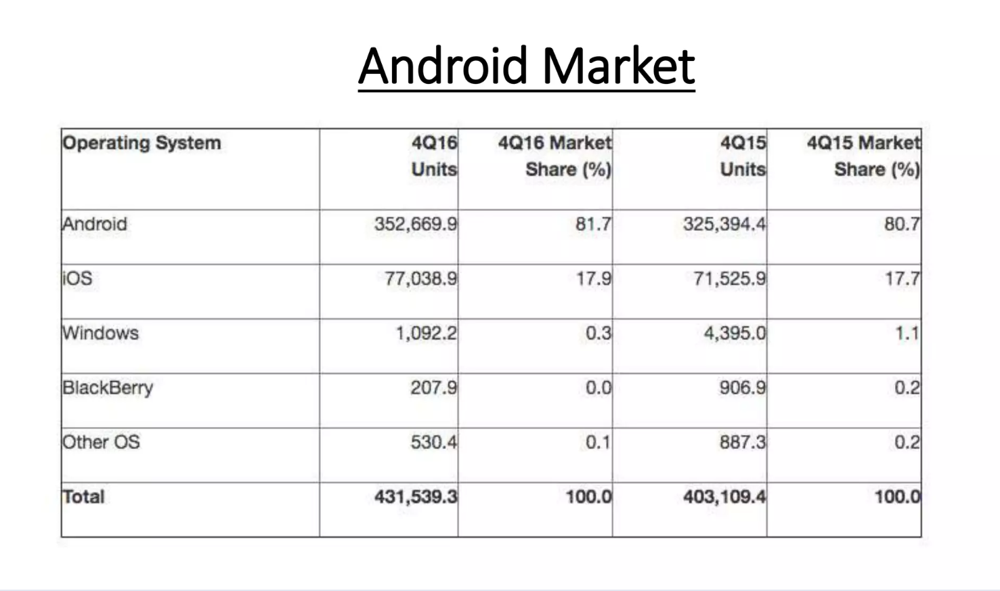 Android Market
Operating System 4Q16 Units 4Q16 Market Share (%) 4Q15 Units 4Q15 Market Share (%)
Android 352,669.9 81.7 325,394.4 80.7
iOS 77,038.9 17.9 71,525.9 17.7
Windows 1,092.2 0.3 4,395.0 1.1
BlackBerry 207.9 0.0 906.9 0.2
Other OS 530.4 0.1 887.3 0.2
Total 431,539.3 100.0 403,109.4 100.0